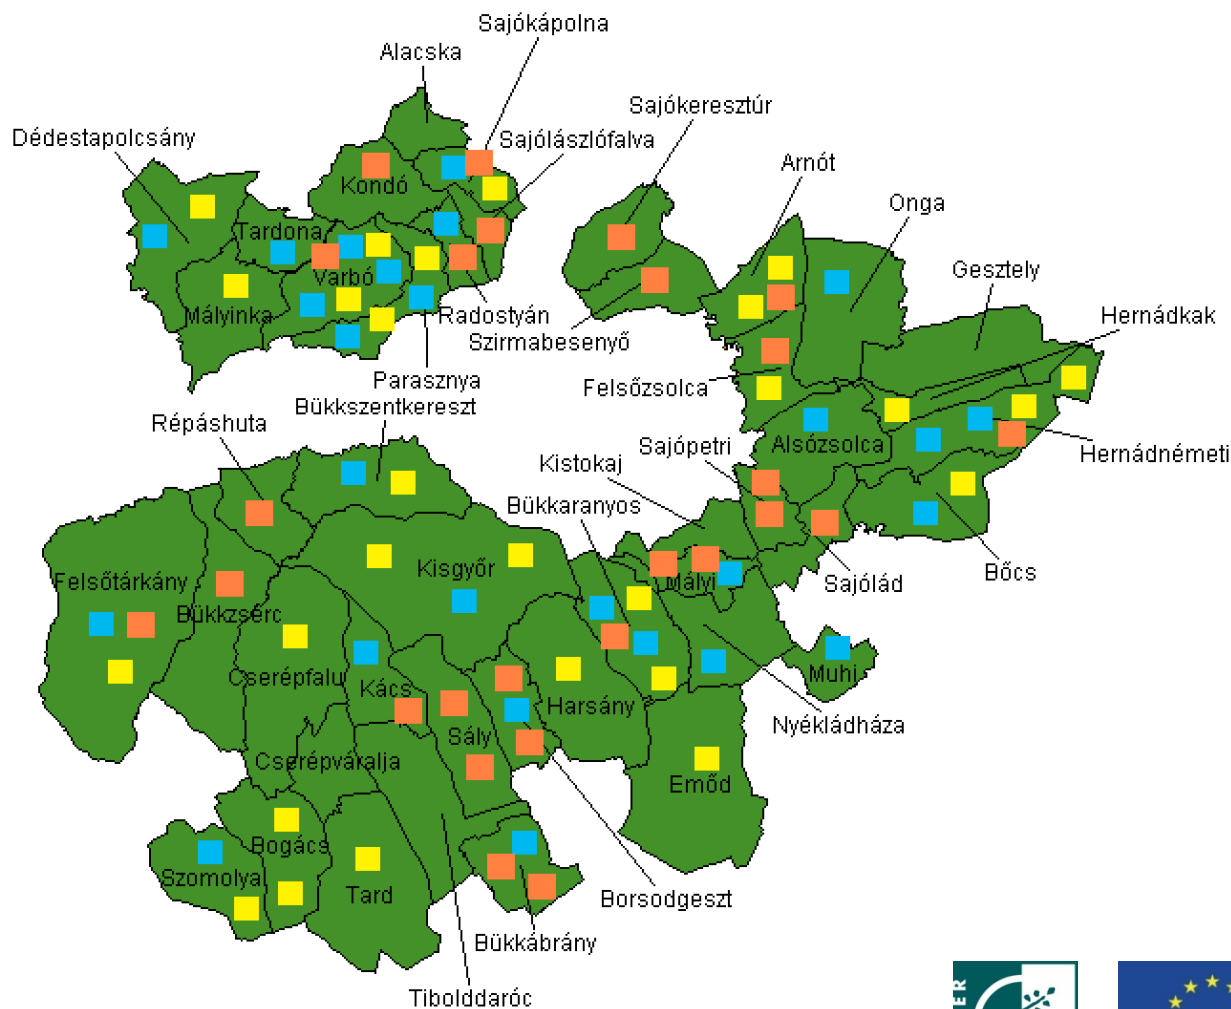 Sajókápolna
Alacska
Sajókeresztúr
Dédestapolcsány
Sajólászlófalva
Arnót
Kondó
Onga
Tardona
Gesztely
Varbó
Mályinka
Radostyán
Hernádkak
Szirmabesenyő
Parasznya
Felsőzsolca
Bükkszentkereszt
Répáshuta
Alsózsolca
Sajópetri
Hernádnémeti
Kistokaj
Bükkaranyos
Felsőtárkány
Kisgyőr
Mályi
Sajólád
Bőcs
Bükkzsérc
Cserépfalu
Kács
Muhi
Harsány
Nyékládháza
Sály
Cserépváralja
Emőd
Bogács
Szomolya
Tard
Borsodgeszt
Bükkábrány
Tibolddaróc
ER